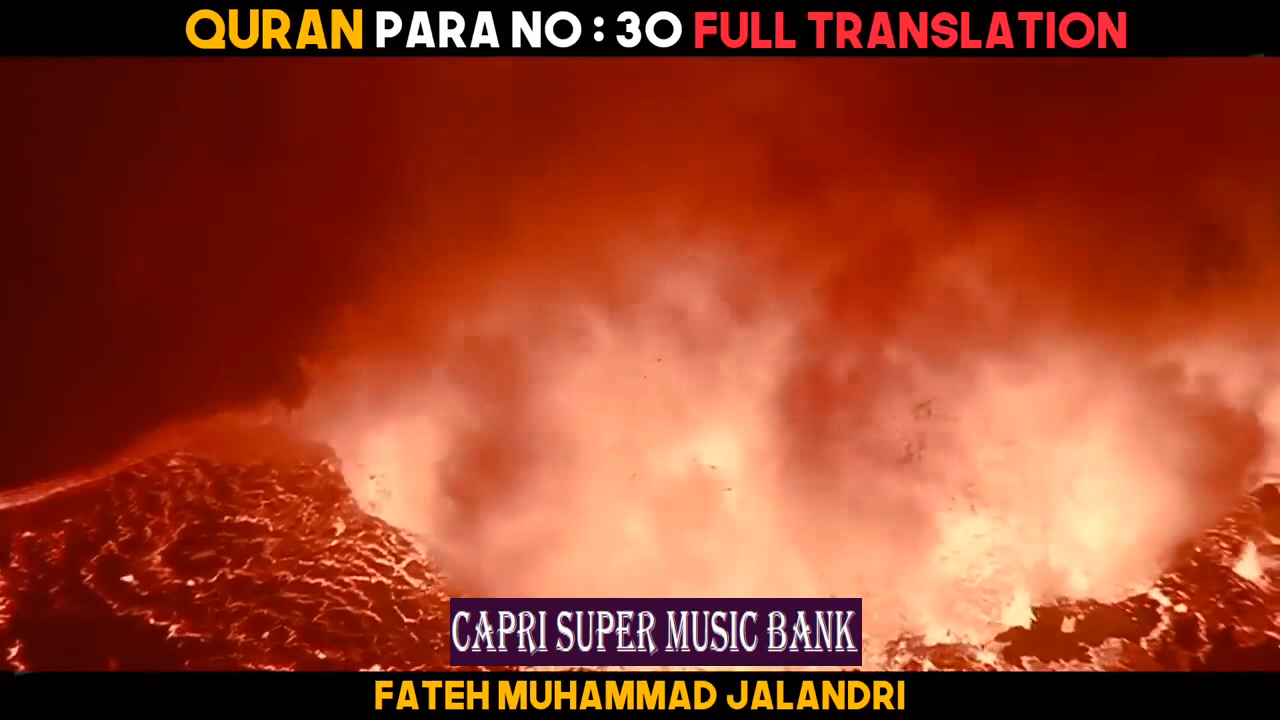 QURAN PARA NO : 30 FULL TRANSLATION
CAPRI SUPER MUSIC BANK
FATEH MUHAMMAD JALANDRI